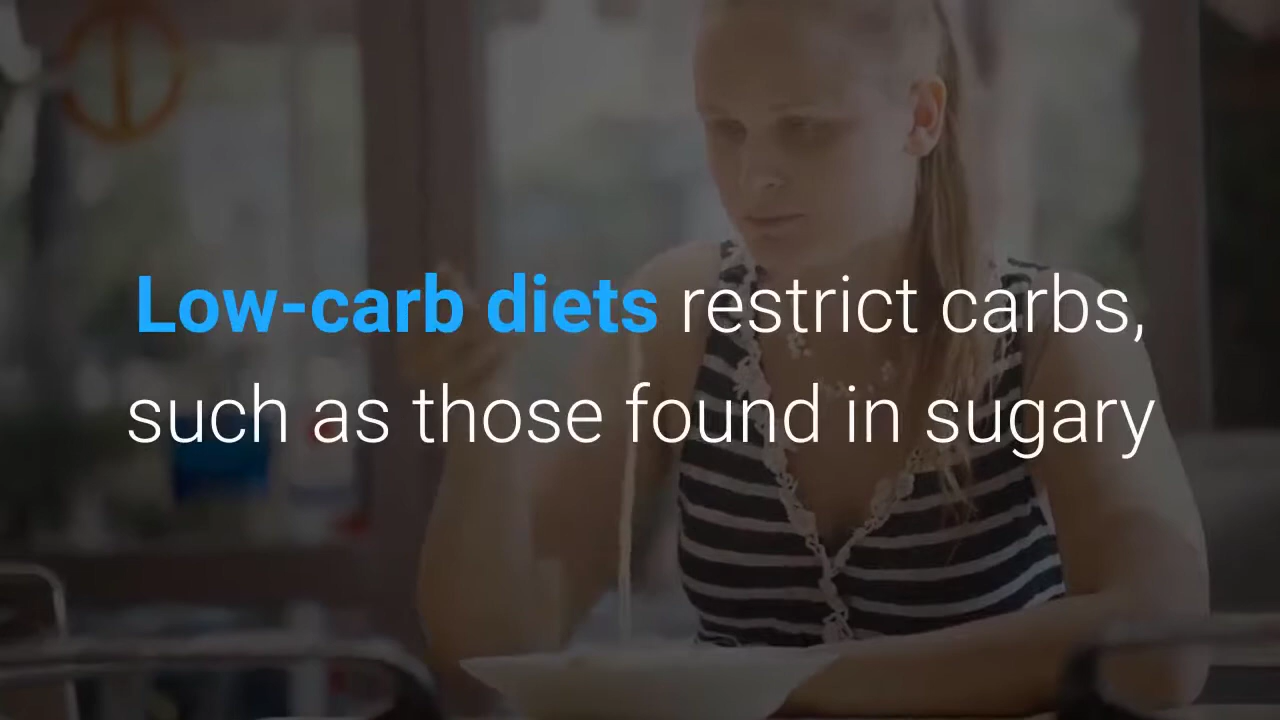 Low-carb diets restrict carbs,
such as those found in sugary